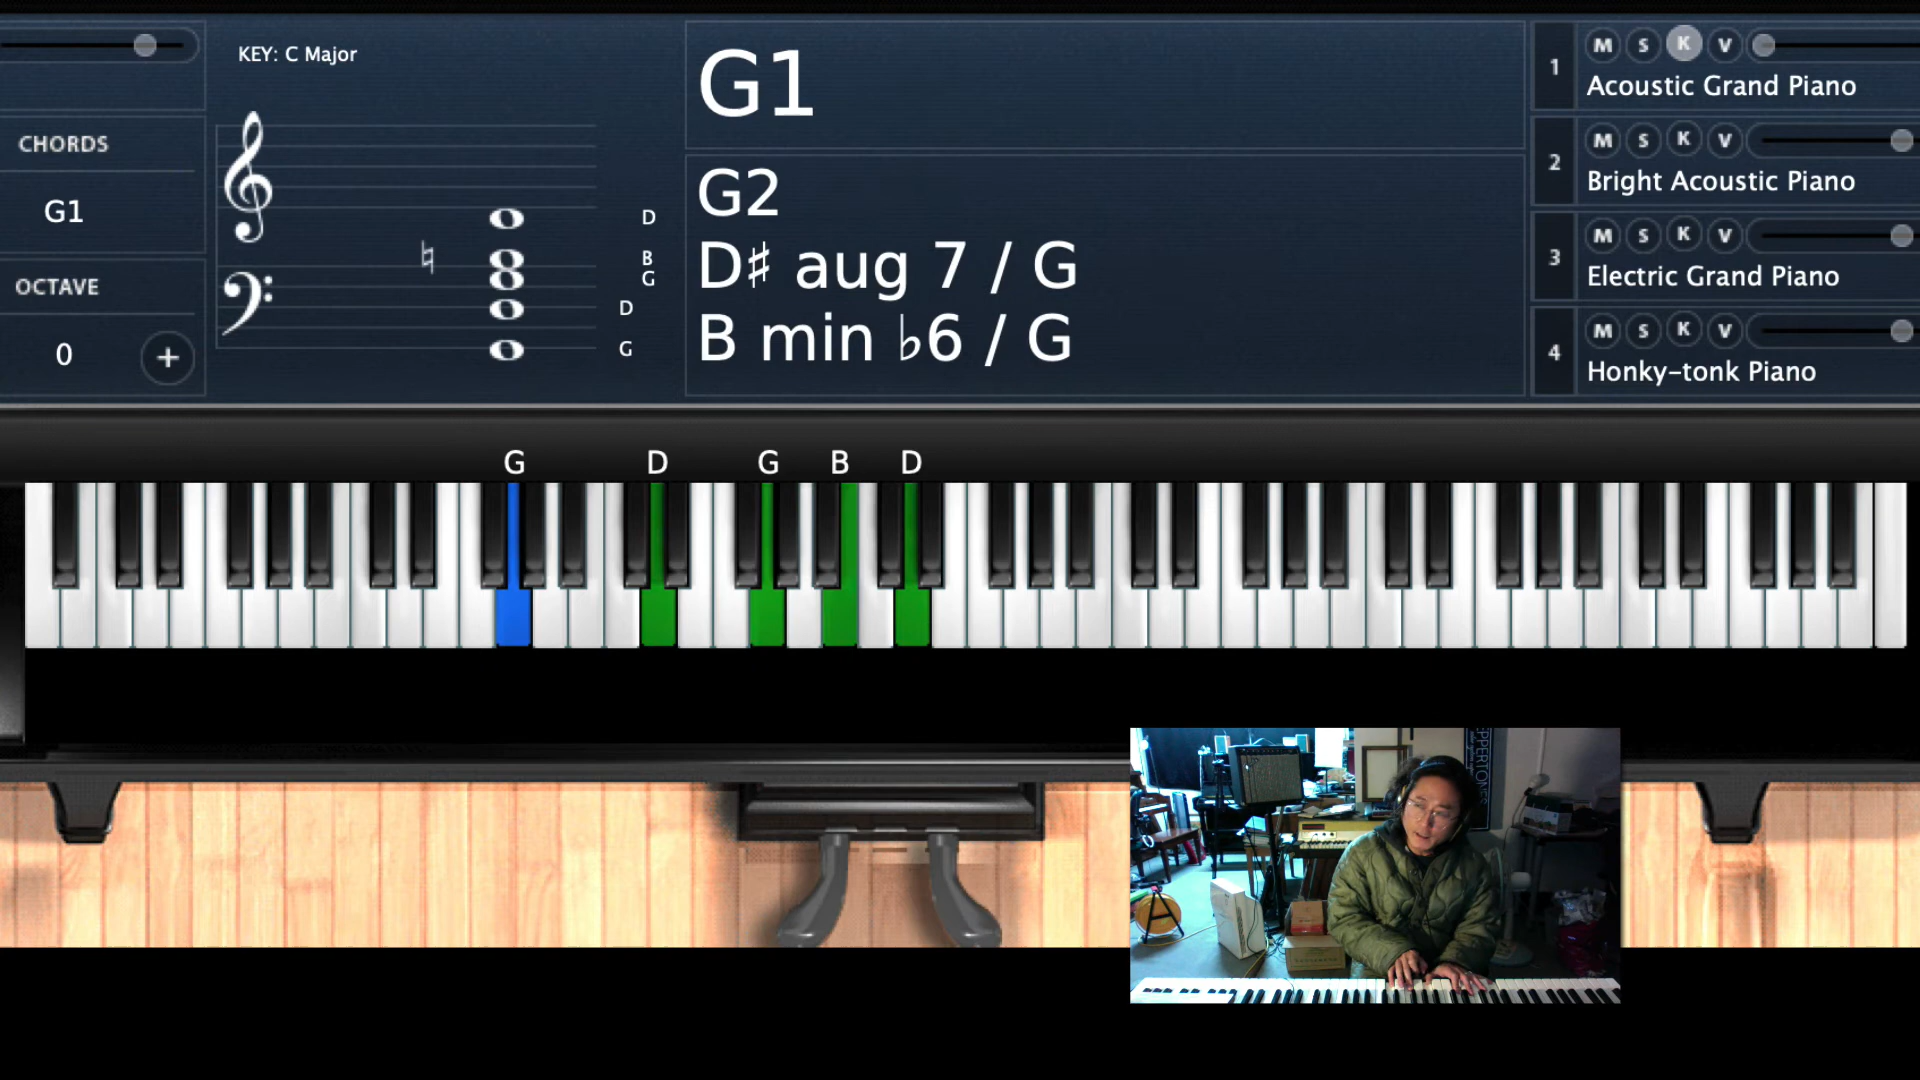 KEY: C Major
CHORDS
G1
OCTAVE
0
+
D
B
G
D
G
G1
G2
D♯ aug 7 / G
B min ♭6 / G
1
M S K V
Acoustic Grand Piano
2
M S K V
Bright Acoustic Piano
3
M S K V
Electric Grand Piano
4
M S K V
Honky-tonk Piano
G D G B D